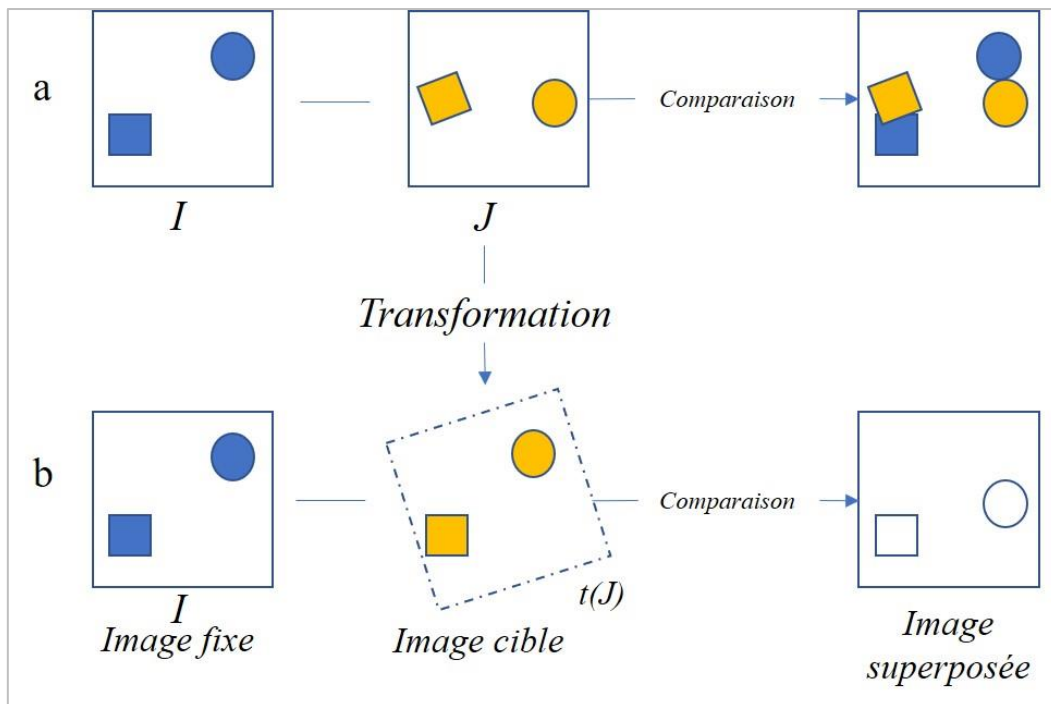 a
Comparaison
I
J
Transformation
b
Comparaison
t(J)
I
Image fixe
Image cible
Image
superposée